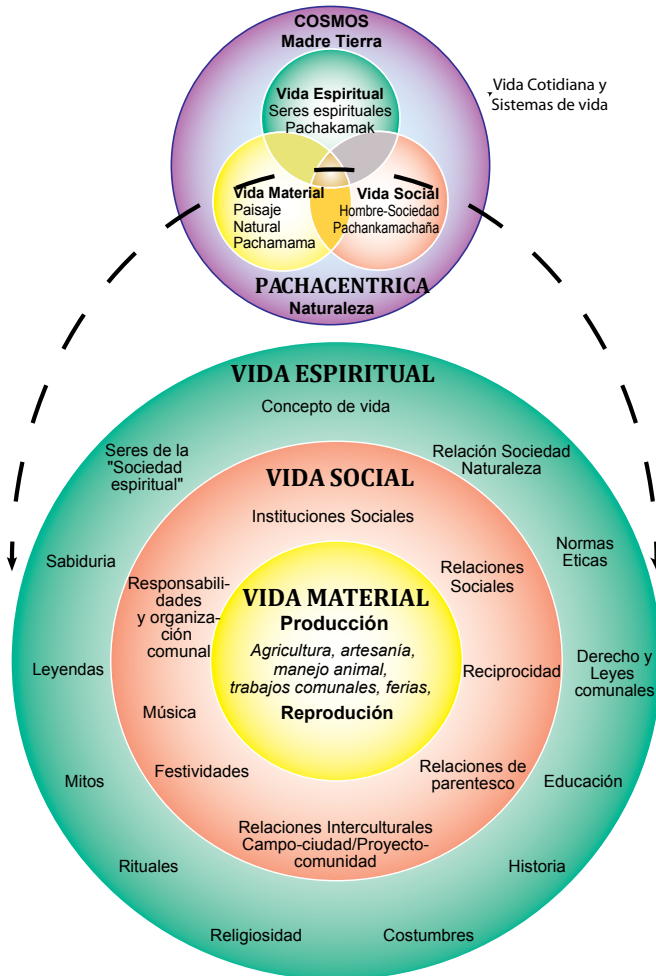 COSMOS
Madre Tierra
Vida Espiritual
Seres espirituales
Pachakamak
Vida Cotidiana y
Sistemas de vida
Vida Material
Paisaje
Natural
Pachamama
Vida Social
Hombre-Sociedad
Pachankamachaña
PACHACENTRICA
Naturaleza
VIDA ESPIRITUAL
Concepto de vida
Seres de la
"Sociedad
espiritual"
Relación Sociedad
Naturaleza
VIDA SOCIAL
Instituciones Sociales
Sabiduria
Normas
Eticas
Responsabili-
dades
y organiza-
ción
comunal
Relaciones
Sociales
VIDA MATERIAL
Producción
Agricultura, artesanía,
manejo animal,
trabajos comunales, ferias,
Reprodución
Leyendas
Reciprocidad
Derecho y
Leyes
comunales
Música
Festividades
Relaciones de
parentesco
Mitos
Educación
Relaciones Interculturales
Campo-ciudad/Proyecto-
comunidad
Rituales
Historia
Religiosidad
Costumbres